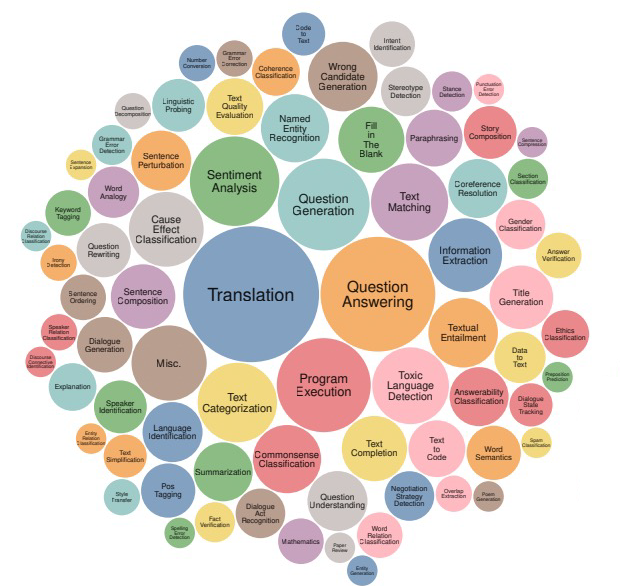 Code
to
Text
Intent
Identification
Number
Conversion
Grammar
Error
Correction
Coherence
Classification
Wrong
Candidate
Generation
Stereotype
Detection
Stance
Detection
Punctuation
Error
Detection
Question
Decomposition
Linguistic
Probing
Text
Quality
Evaluation
Named
Entity
Recognition
Fill
in
The
Blank
Paraphrasing
Story
Composition
Sentence
Compression
Grammar
Error
Detection
Sentence
Expansion
Sentence
Perturbation
Sentiment
Analysis
Question
Generation
Text
Matching
Coreference
Resolution
Section
Classification
Word
Analogy
Keyword
Tagging
Cause
Effect
Classification
Gender
Classification
Discourse
Relation
Classification
Question
Rewriting
Information
Extraction
Answer
Verification
Irony
Detection
Sentence
Ordering
Sentence
Composition
Translation
Question
Answering
Title
Generation
Speaker
Relation
Classification
Dialogue
Generation
Misc.
Textual
Entailment
Ethics
Classification
Data
to
Text
Discourse
Connective
Identification
Explanation
Program
Execution
Toxic
Language
Detection
Answerability
Classification
Preposition
Prediction
Dialogue
State
Tracking
Speaker
Identification
Text
Categorization
Language
Identification
Entity
Relation
Classification
Text
Simplification
Commonsense
Classification
Text
Completion
Text
to
Code
Word
Semantics
Spam
Classification
Summarization
Pos
Tagging
Style
Transfer
Question
Understanding
Negotiation
Strategy
Detection
Overlap
Extraction
Poem
Generation
Fact
Verification
Dialogue
Act
Recognition
Spelling
Error
Detection
Mathematics
Paper
Review
Word
Relation
Classification
Entity
Generation